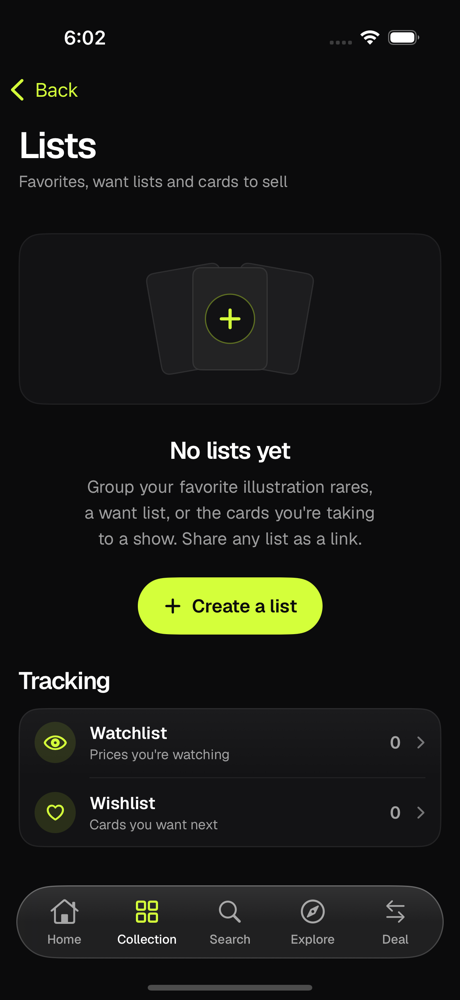 6:02
Back
Lists
Favorites, want lists and cards to sell
No lists yet
Group your favorite illustration rares,
a want list, or the cards you're taking
to a show. Share any list as a link.
Create a list
Tracking
Watchlist
0
Prices you're watching
Wishlist
0
Cards you want next
Home
Collection
Search
Explore
Deal